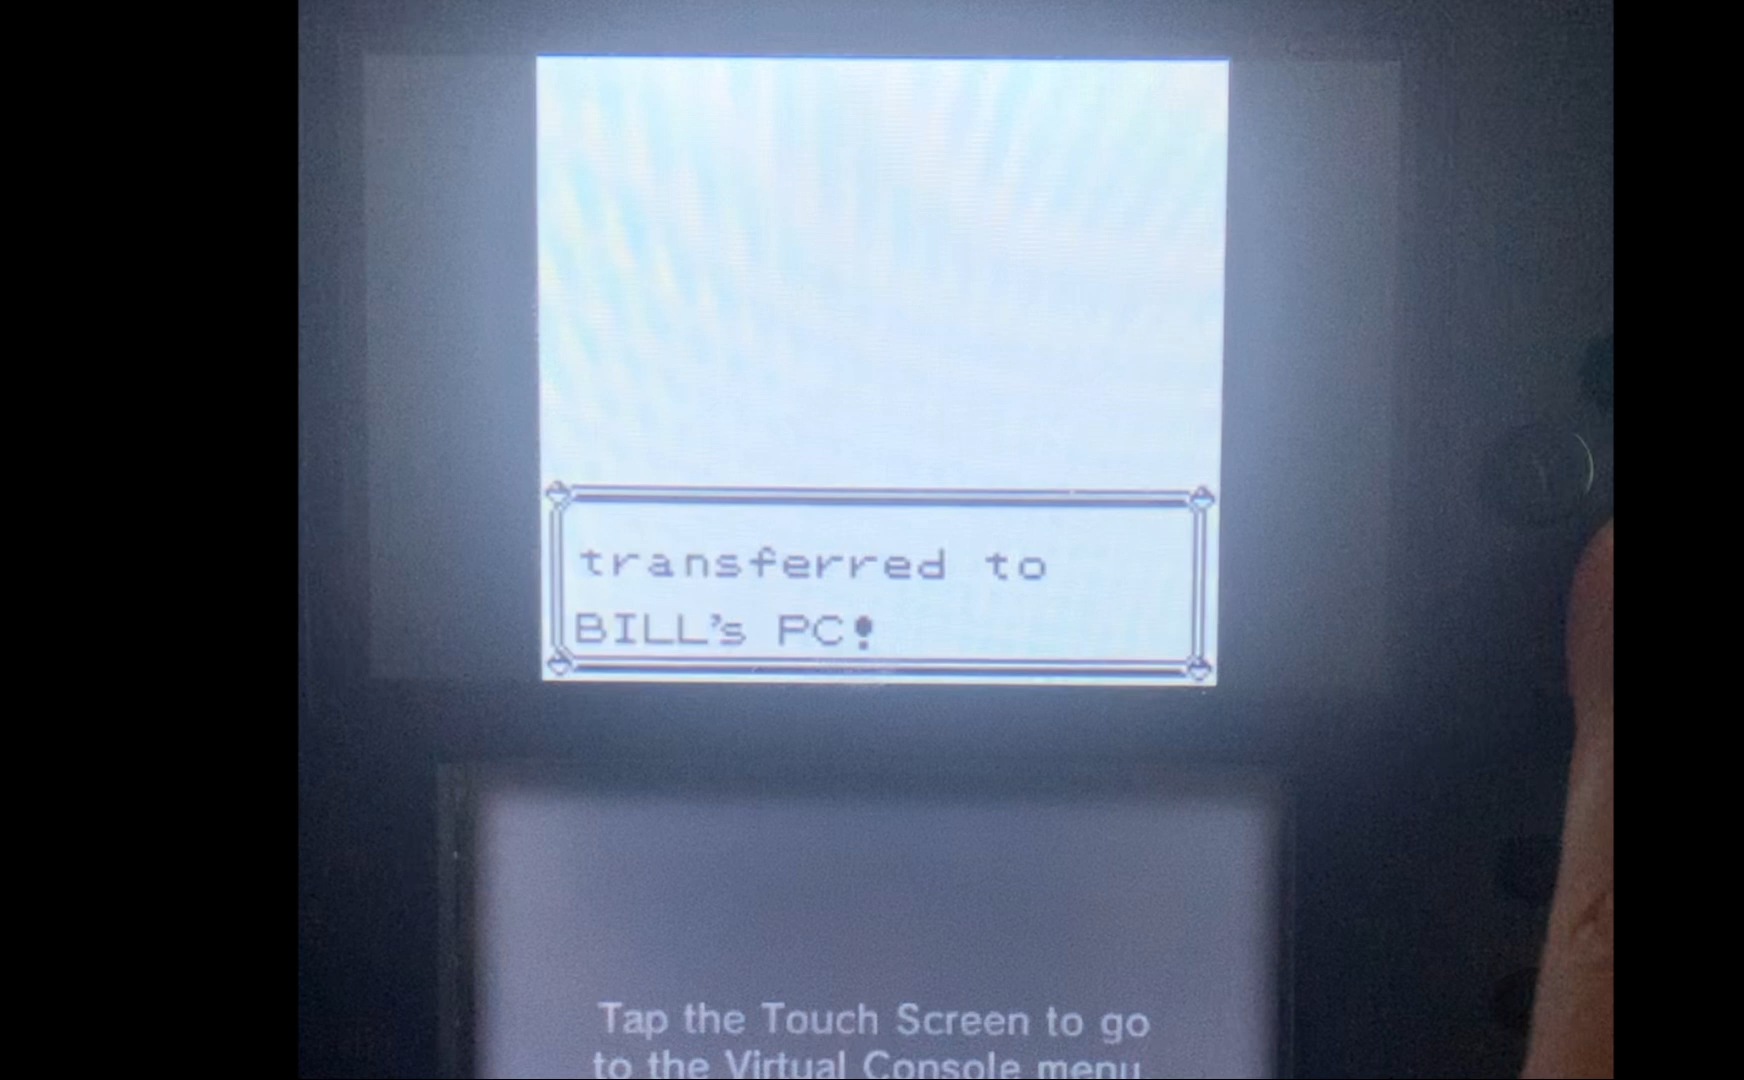 transferred to
BILL's PC!
Tap the Touch Screen to go
to the Virtual Console menu